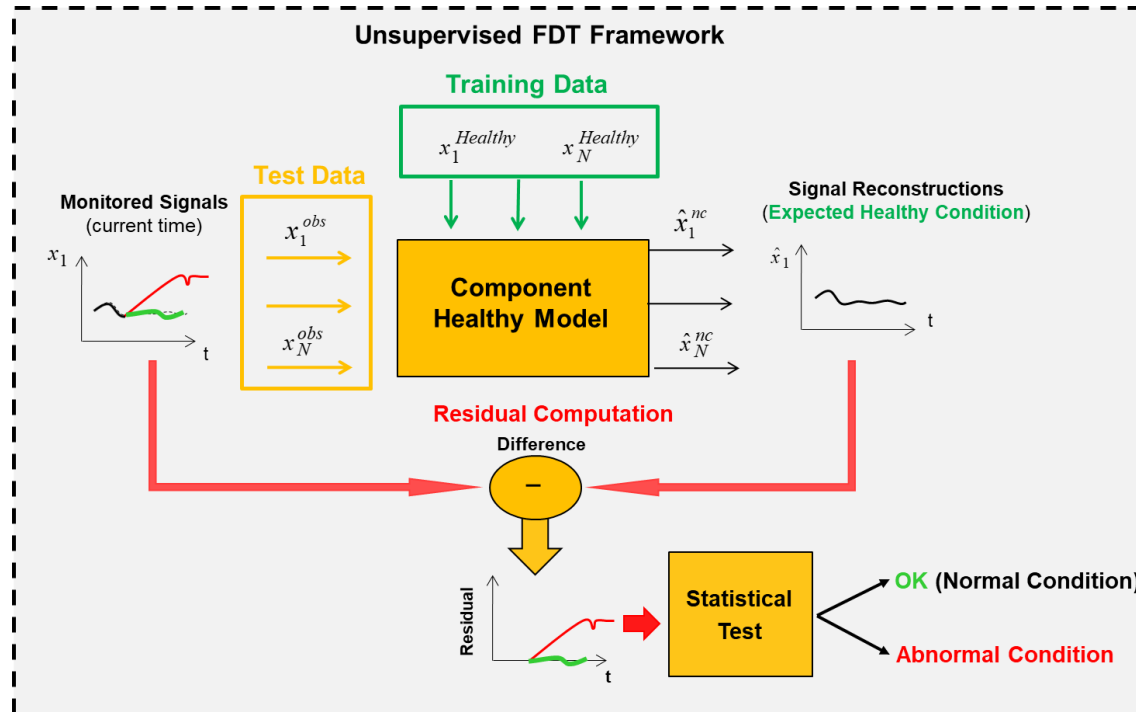 Unsupervised FDT Framework
Training Data
x_1^{Healthy} x_N^{Healthy}
Test Data
Monitored Signals
(current time)
x_1
t
x_1^{obs}
x_N^{obs}
Component
Healthy Model
x̂_1^{nc}
x̂_N^{nc}
Signal Reconstructions
(Expected Healthy Condition)
x̂_1
t
Residual Computation
Difference
−
Residual
t
Statistical
Test
OK (Normal Condition)
Abnormal Condition